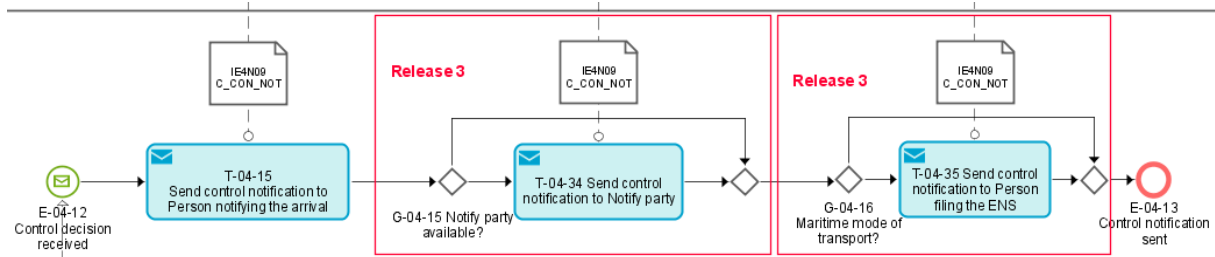 IE4N09
C_CON_NOT
Release 3
IE4N09
C_CON_NOT
Release 3
IE4N09
C_CON_NOT
E-04-12
Control decision
received
T-04-15
Send control notification to
Person notifying the arrival
G-04-15 Notify party
available?
T-04-34 Send control
notification to Notify party
G-04-16
Maritime mode of
transport?
T-04-35 Send control
notification to Person
filing the ENS
E-04-13
Control notification
sent